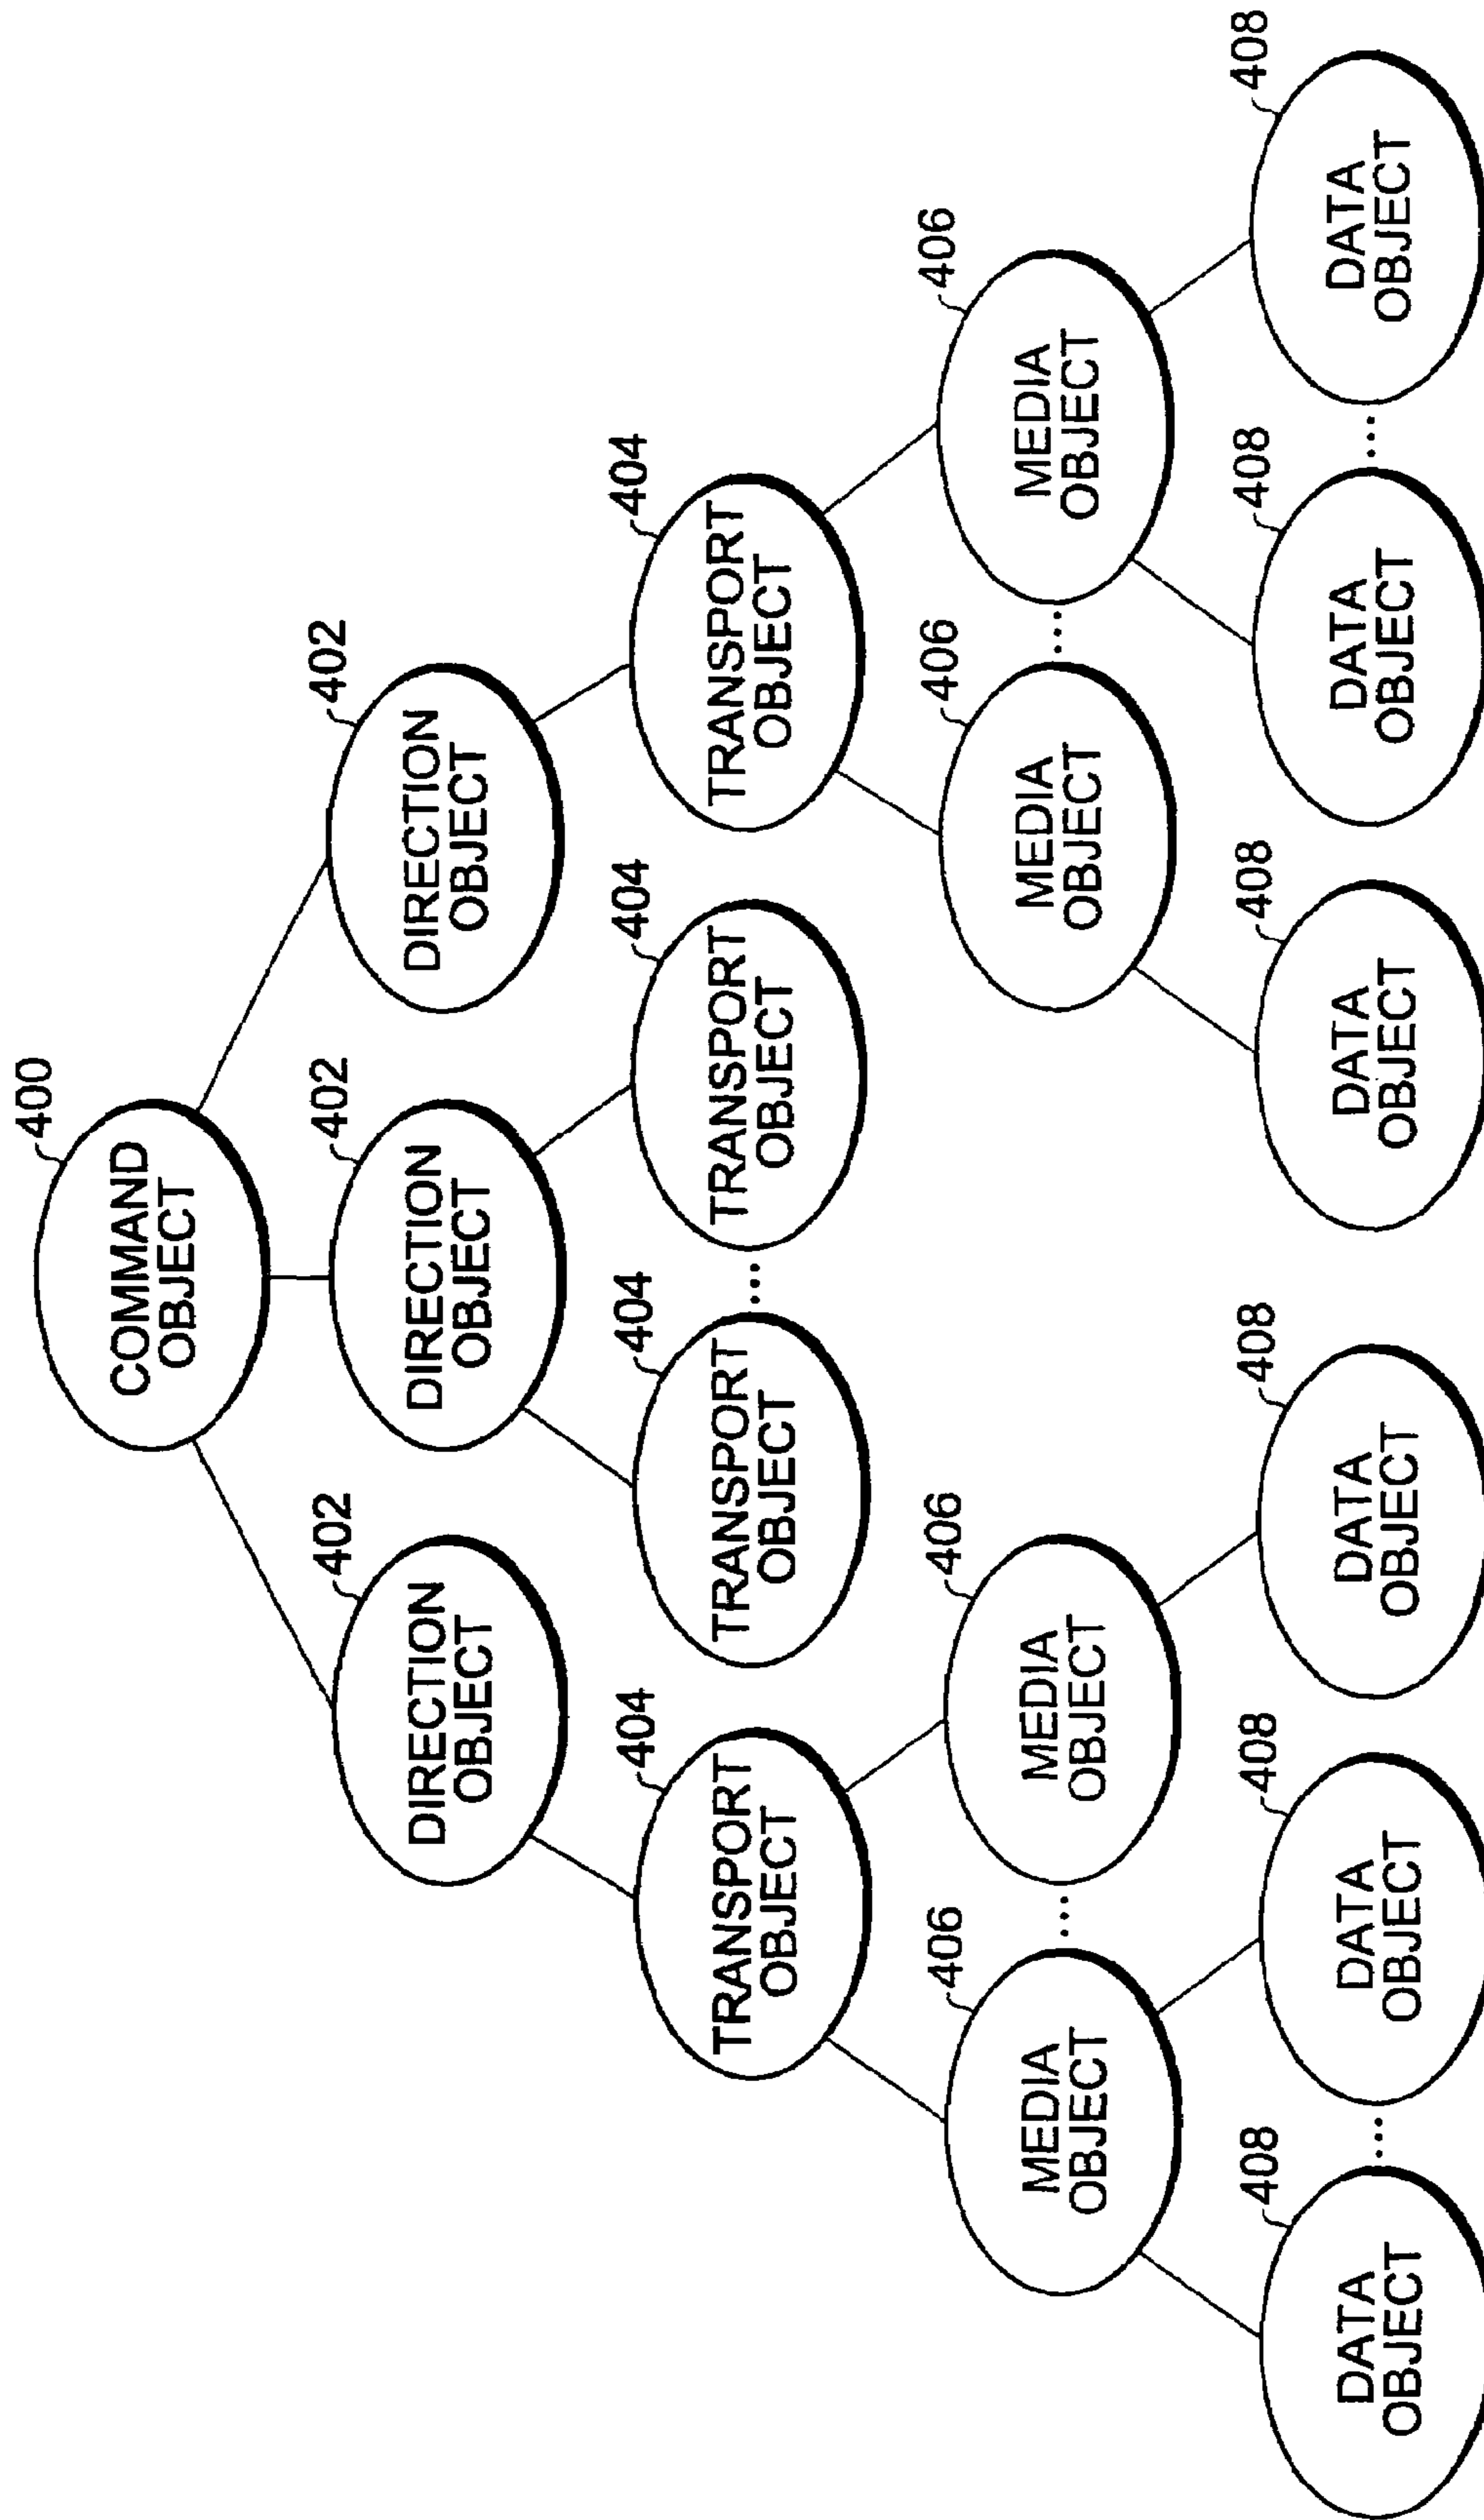 400
COMMAND
OBJECT
402
DIRECTION
OBJECT
402
DIRECTION
OBJECT
402
DIRECTION
OBJECT
404
TRANSPORT
OBJECT
404
TRANSPORT
OBJECT
...
404
TRANSPORT
OBJECT
404
TRANSPORT
OBJECT
406
MEDIA
OBJECT
...
406
MEDIA
OBJECT
406
MEDIA
OBJECT
...
406
MEDIA
OBJECT
408
DATA
OBJECT
...
408
DATA
OBJECT
408
DATA
OBJECT
408
DATA
OBJECT
408
DATA
OBJECT
...
408
DATA
OBJECT